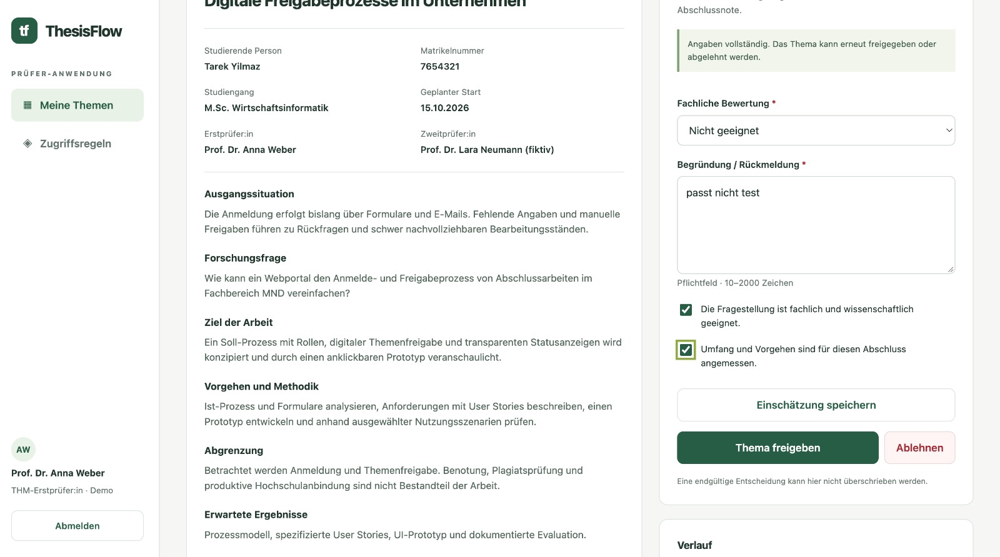 tf ThesisFlow
PRÜFER-ANWENDUNG
Meine Themen
Zugriffsregeln
AW
Prof. Dr. Anna Weber
THM-Erstprüfer:in · Demo
Abmelden
Digitale Freigabeprozesse im Unternehmen
Studierende Person
Tarek Yilmaz
Matrikelnummer
7654321
Studiengang
M.Sc. Wirtschaftsinformatik
Geplanter Start
15.10.2026
Erstprüfer:in
Prof. Dr. Anna Weber
Zweitprüfer:in
Prof. Dr. Lara Neumann (fiktiv)
Ausgangssituation
Die Anmeldung erfolgt bislang über Formulare und E-Mails. Fehlende Angaben und manuelle
Freigaben führen zu Rückfragen und schwer nachvollziehbaren Bearbeitungsständen.
Forschungsfrage
Wie kann ein Webportal den Anmelde- und Freigabeprozess von Abschlussarbeiten im
Fachbereich MND vereinfachen?
Ziel der Arbeit
Ein Soll-Prozess mit Rollen, digitaler Themenfreigabe und transparenten Statusanzeigen wird
konzipiert und durch einen anklickbaren Prototyp veranschaulicht.
Vorgehen und Methodik
Ist-Prozess und Formulare analysieren, Anforderungen mit User Stories beschreiben, einen
Prototyp entwickeln und anhand ausgewählter Nutzungsszenarien prüfen.
Abgrenzung
Betrachtet werden Anmeldung und Themenfreigabe. Benotung, Plagiatsprüfung und
produktive Hochschulanbindung sind nicht Bestandteil der Arbeit.
Erwartete Ergebnisse
Prozessmodell, spezifizierte User Stories, UI-Prototyp und dokumentierte Evaluation.
Abschlussnote.
Angaben vollständig. Das Thema kann erneut freigegeben oder
abgelehnt werden.
Fachliche Bewertung *
Nicht geeignet
Begründung / Rückmeldung *
passt nicht test
Pflichtfeld · 10–2000 Zeichen
Die Fragestellung ist fachlich und wissenschaftlich
geeignet.
Umfang und Vorgehen sind für diesen Abschluss
angemessen.
Einschätzung speichern
Thema freigeben
Ablehnen
Eine endgültige Entscheidung kann hier nicht überschrieben werden.
Verlauf